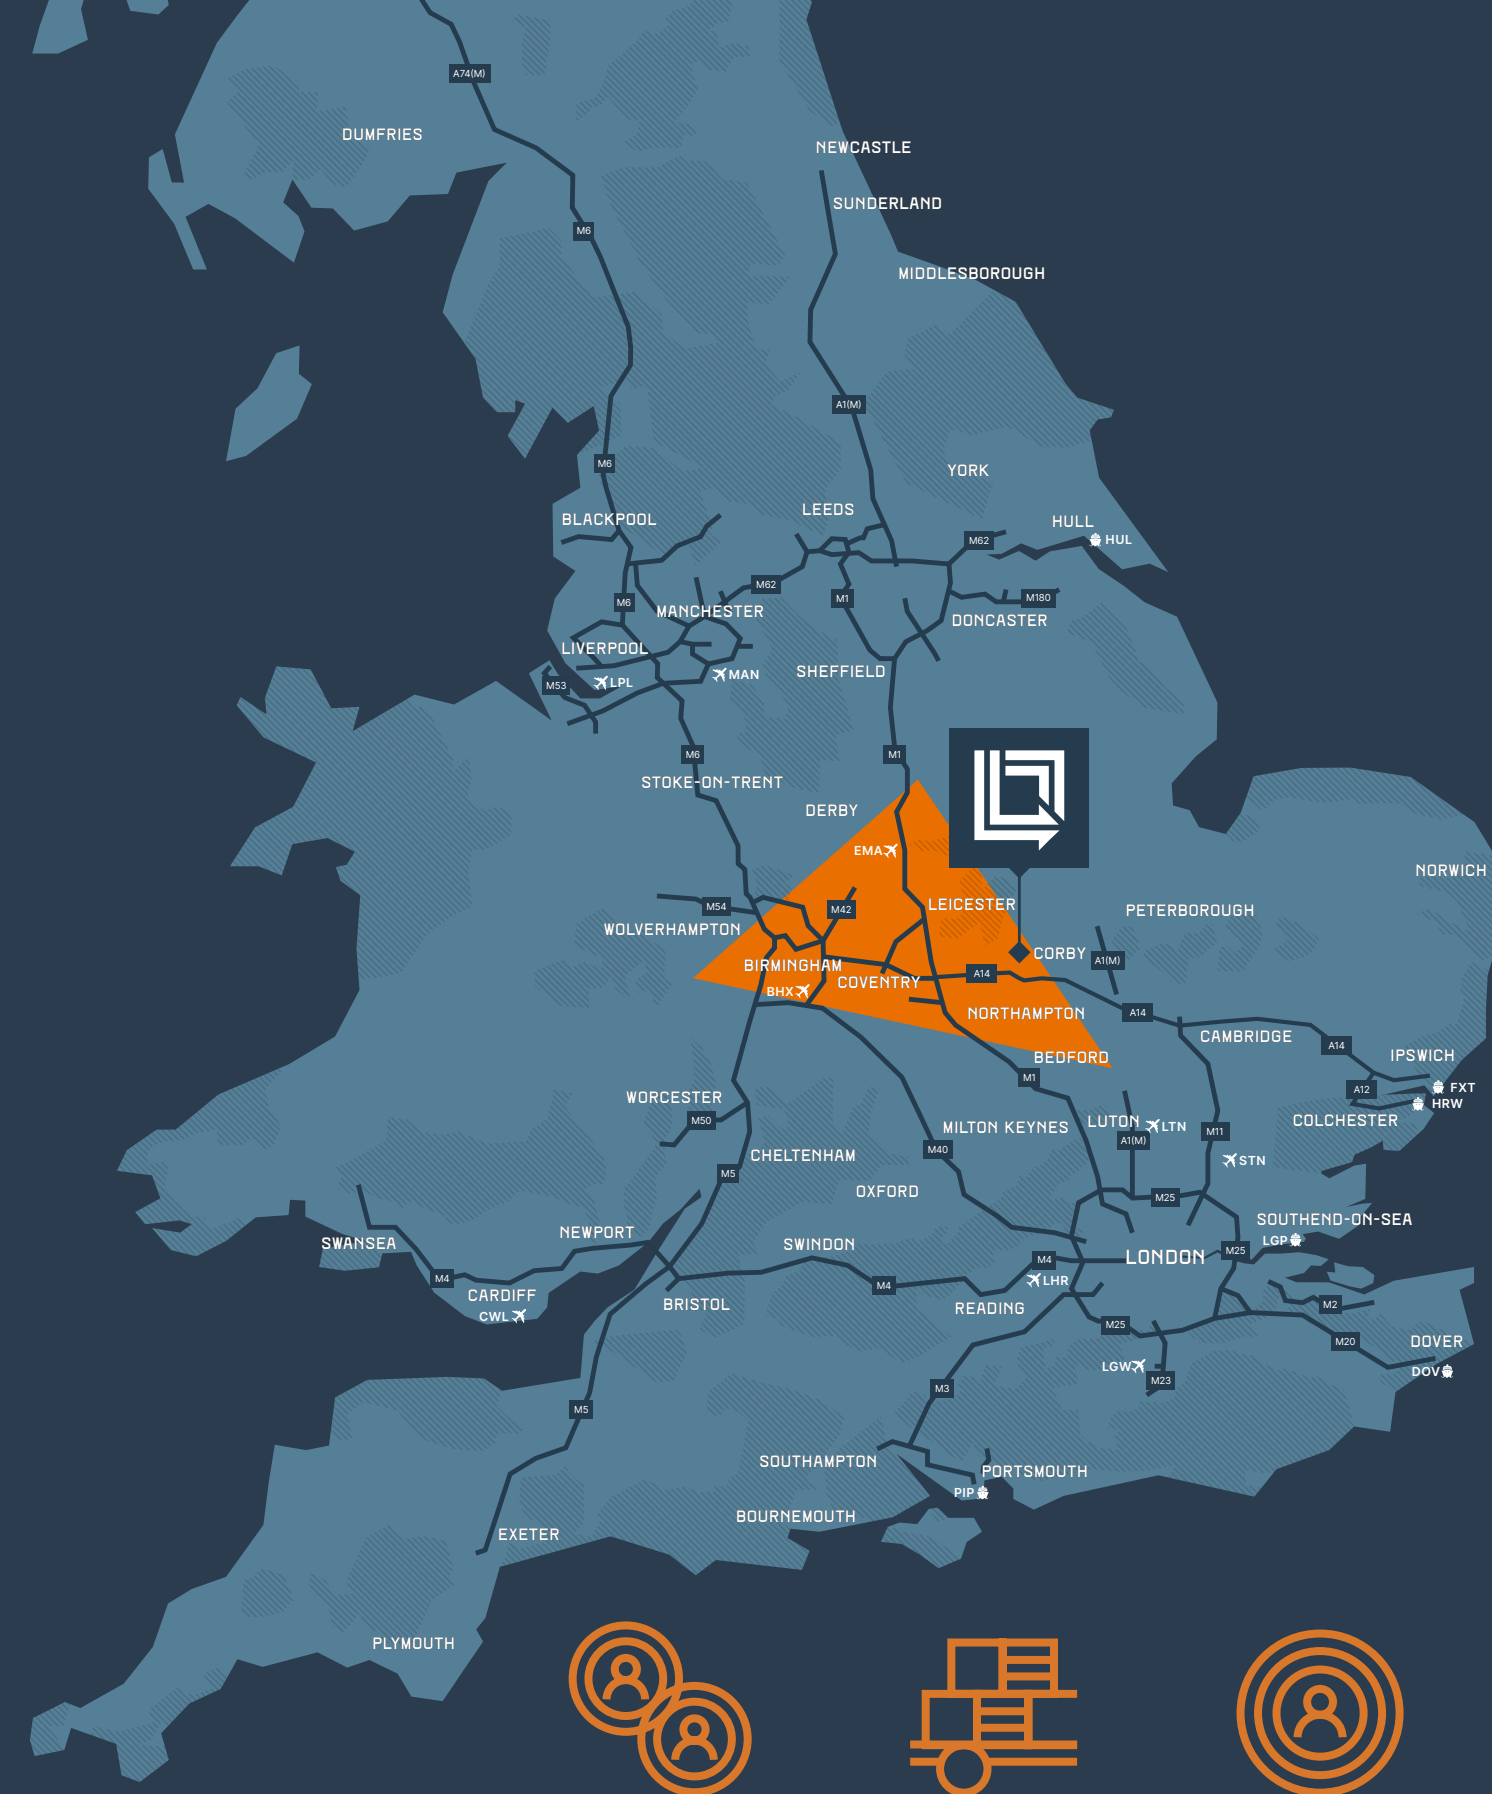 A74(M)
DUMFRIES
NEWCASTLE
SUNDERLAND
M6
MIDDLESBOROUGH
A1(M)
M6
YORK
LEEDS
BLACKPOOL
HULL
HUL
M62
M62
M6
M1
M180
MANCHESTER
DONCASTER
LIVERPOOL
SHEFFIELD
MAN
M53
LPL
M6
M1
STOKE-ON-TRENT
DERBY
EMA
NORWICH
M54
M42
LEICESTER
PETERBOROUGH
WOLVERHAMPTON
CORBY
A1(M)
BIRMINGHAM
A14
COVENTRY
BHX
NORTHAMPTON
A14
CAMBRIDGE
A14
BEDFORD
IPSWICH
M1
A12
FXT
WORCESTER
HRW
M50
MILTON KEYNES
LUTON
LTN
COLCHESTER
A1(M)
M11
M40
CHELTENHAM
STN
M5
OXFORD
M25
SOUTHEND-ON-SEA
NEWPORT
SWANSEA
SWINDON
LGP
M25
LONDON
M4
M4
LHR
M4
CARDIFF
BRISTOL
READING
M2
CWL
M25
M20
DOVER
LGW
DOV
M23
M3
M5
SOUTHAMPTON
PORTSMOUTH
PIP
BOURNEMOUTH
EXETER
PLYMOUTH